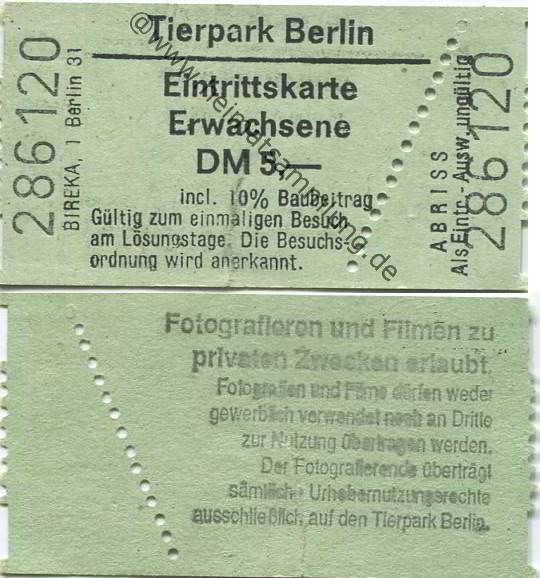 Tierpark Berlin
Eintrittskarte
Erwachsene
DM 5,—
incl. 10% Baubeitrag
Gültig zum einmaligen Besuch
am Lösungstage. Die Besuchs-
ordnung wird anerkannt.
286120
BIREKA, 1 Berlin 31
ABRISS
Als Eintr.-Ausw. ungültig
286120
@www.heimatsammlung.de
Fotografieren und Filmen zu
privaten Zwecken erlaubt.
Fotografien und Filme dürfen weder
gewerblich verwendet noch an Dritte
zur Nutzung übertragen werden.
Der Fotografierende überträgt
sämtliche Urhebernutzungsrechte
ausschließlich auf den Tierpark Berlin.